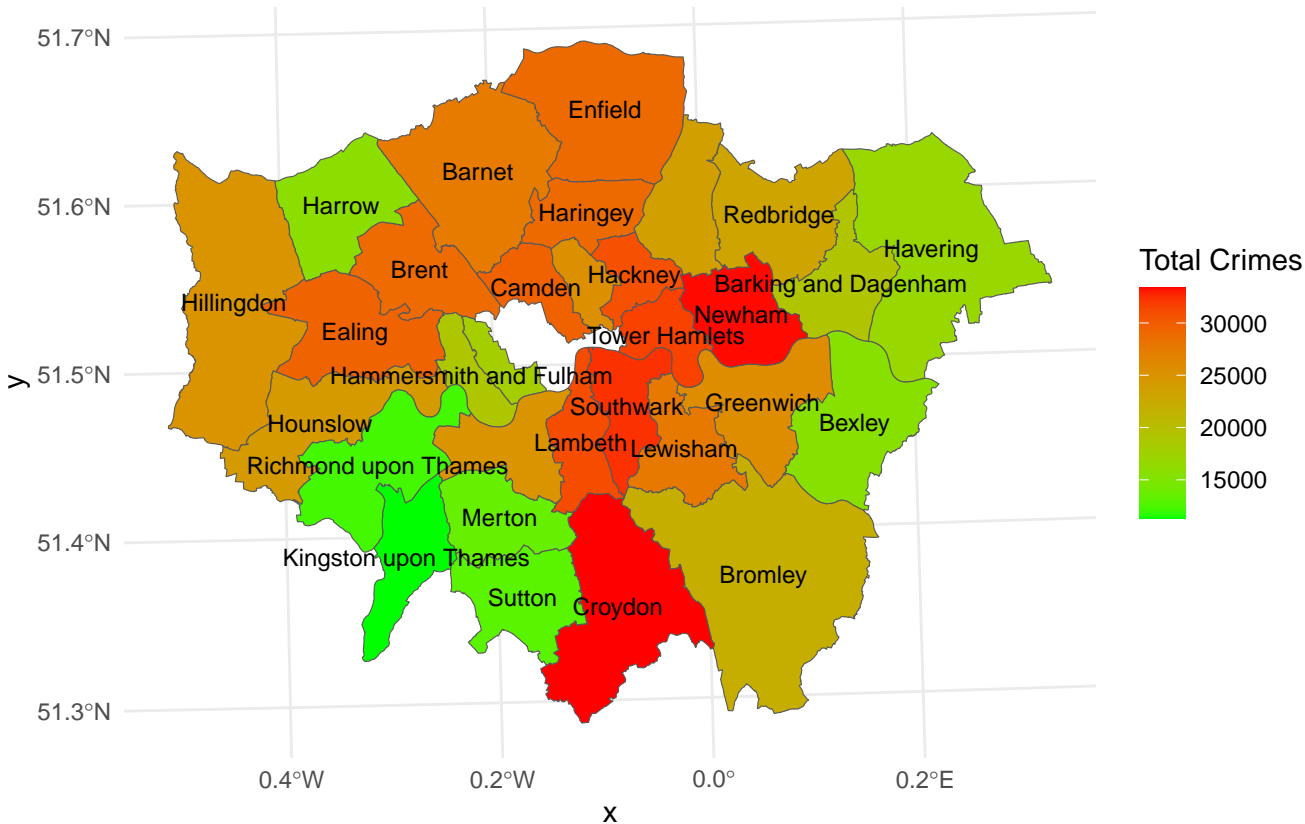 51.7°N
51.6°N
51.5°N
51.4°N
51.3°N
y
Enfield
Barnet
Harrow
Haringey
Redbridge
Havering
Brent
Hackney
Camden
Barking and Dagenham
Hillingdon
Newham
Ealing
Tower Hamlets
Hammersmith and Fulham
Southwark
Greenwich
Hounslow
Bexley
Lambeth
Lewisham
Richmond upon Thames
Merton
Kingston upon Thames
Bromley
Sutton
Croydon
0.4°W
0.2°W
0.0°
0.2°E
x
Total Crimes
30000
25000
20000
15000